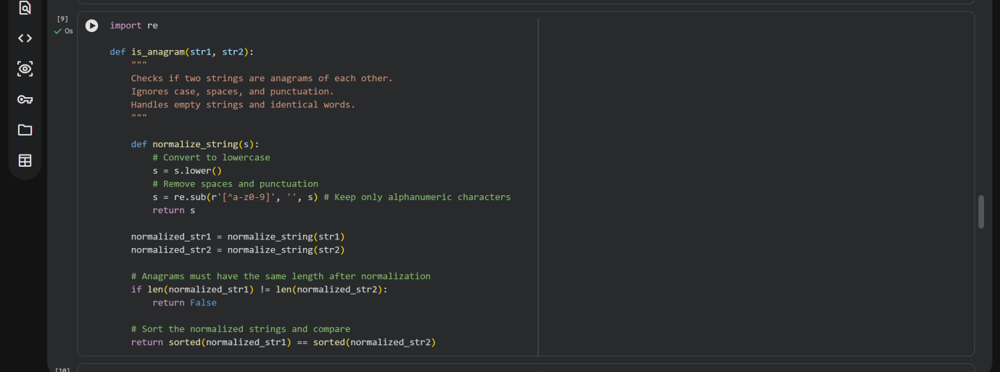 [9]
0s
import re
def is_anagram(str1, str2):
"""
Checks if two strings are anagrams of each other.
Ignores case, spaces, and punctuation.
Handles empty strings and identical words.
"""
def normalize_string(s):
# Convert to lowercase
s = s.lower()
# Remove spaces and punctuation
s = re.sub(r'[^a-z0-9]', '', s) # Keep only alphanumeric characters
return s
normalized_str1 = normalize_string(str1)
normalized_str2 = normalize_string(str2)
# Anagrams must have the same length after normalization
if len(normalized_str1) != len(normalized_str2):
return False
# Sort the normalized strings and compare
return sorted(normalized_str1) == sorted(normalized_str2)
[10]